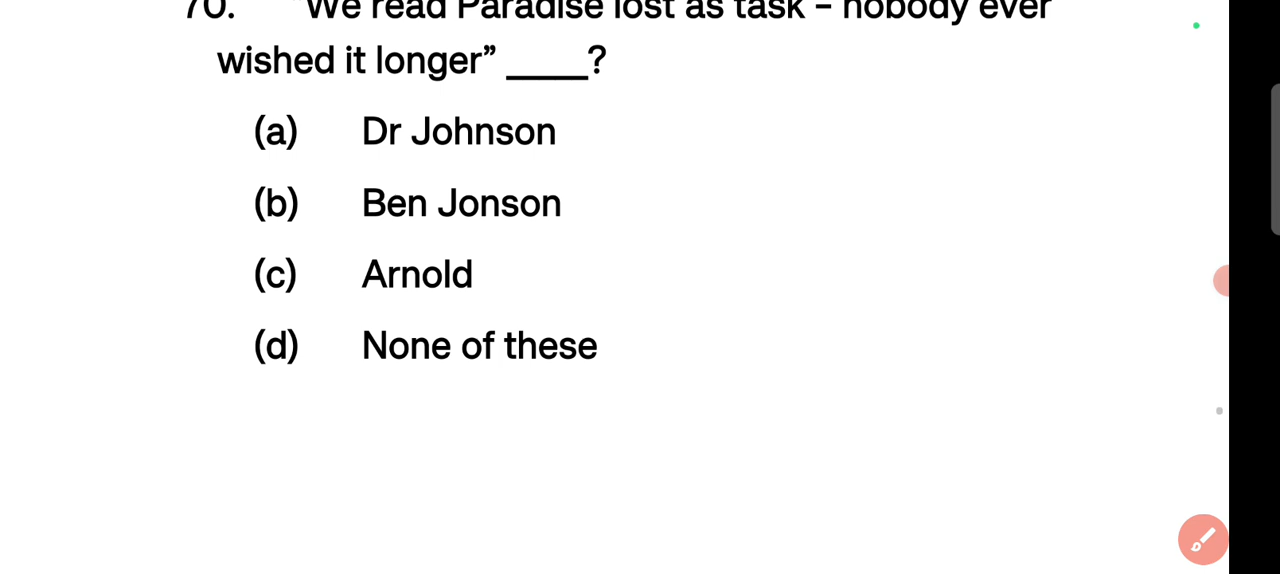 70. "We read Paradise lost as task – nobody ever
wished it longer” ____?
(a) Dr Johnson
(b) Ben Jonson
(c) Arnold
(d) None of these